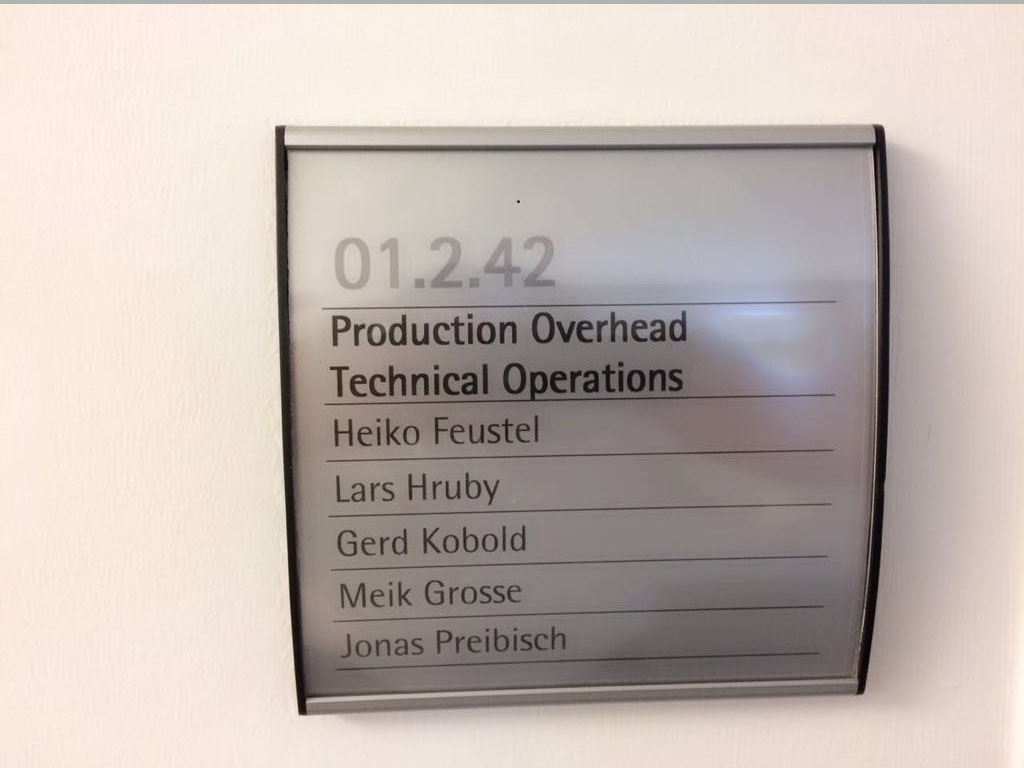 01.2.42
Production Overhead
Technical Operations
Heiko Feustel
Lars Hruby
Gerd Kobold
Meik Grosse
Jonas Preibisch